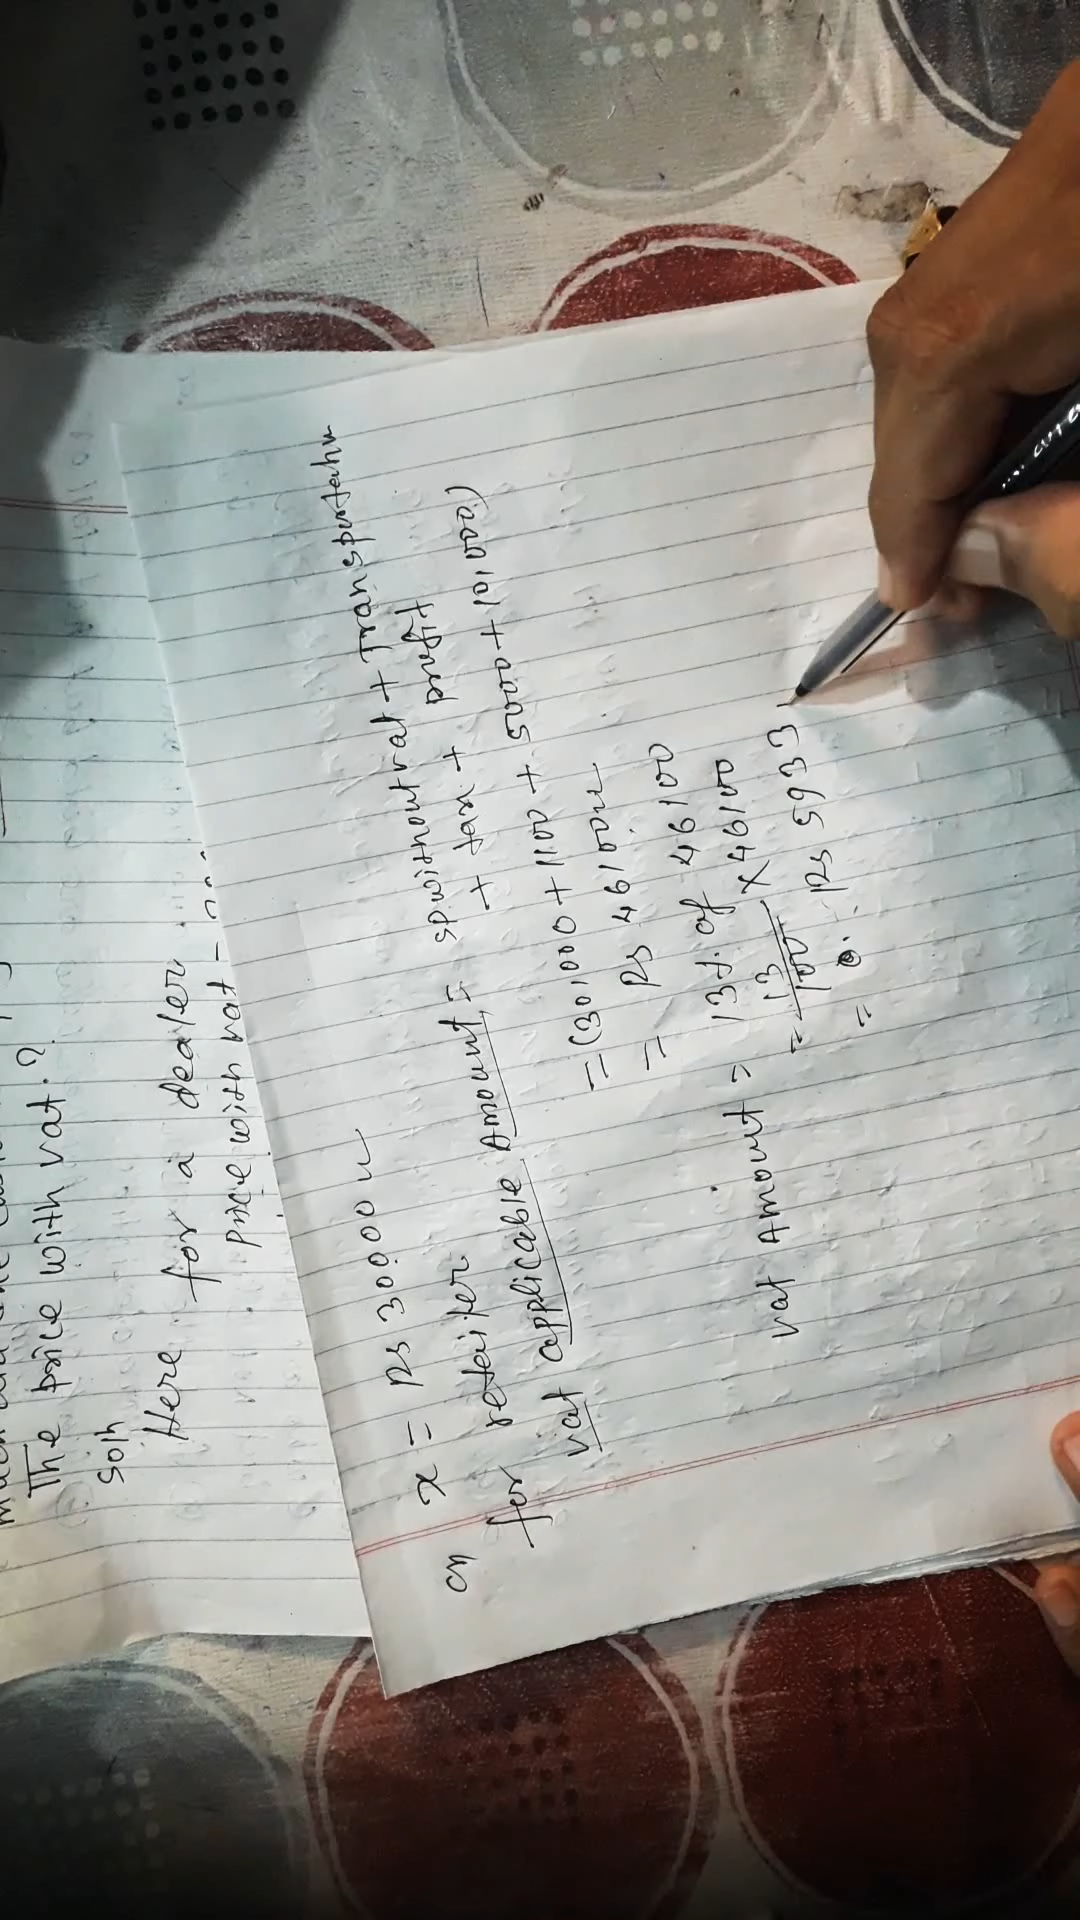 The price with vat.?
Soln
Here for a dealer
price with vat =
or x = Rs 30000
for retailer
vat applicable Amount = sp without vat + Transportahn
+ tax + profit
= (30,000 + 1100 + 5000 + 10,000)
= Rs 46100
vat Amount = 13% of 46100
= 13/100 × 46100
= Rs 5993